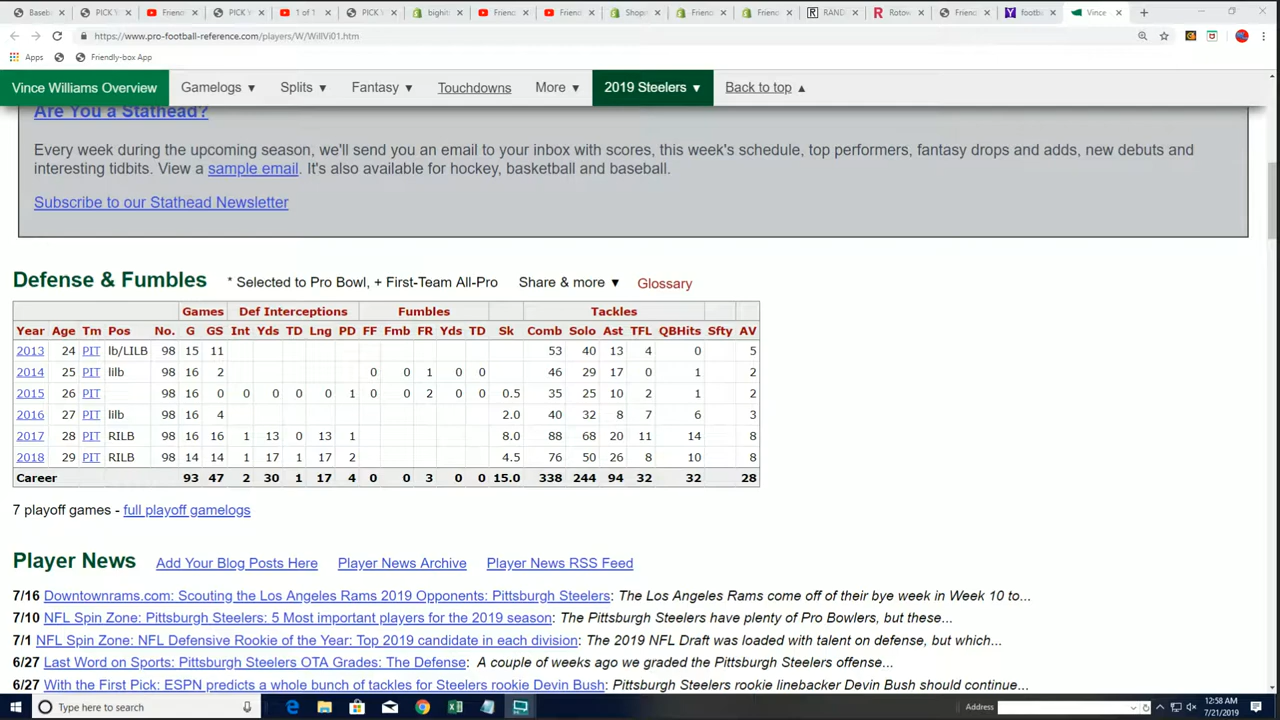 Baseb
PICK Y
Friend
PICK Y
1 of 1
PICK Y
bighit
Friend
Friend
Shopi
Friend
Friend
RAND
Rotow
Friend
footb
Vince
https://www.pro-football-reference.com/players/W/WillVi01.htm
Apps
Friendly-box App
Vince Williams Overview
Gamelogs ▼
Splits ▼
Fantasy ▼
Touchdowns
More ▼
2019 Steelers ▼
Back to top ▲
Are You a Stathead?
Every week during the upcoming season, we'll send you an email to your inbox with scores, this week's schedule, top performers, fantasy drops and adds, new debuts and
interesting tidbits. View a sample email. It's also available for hockey, basketball and baseball.
Subscribe to our Stathead Newsletter
Defense & Fumbles * Selected to Pro Bowl, + First-Team All-Pro Share & more ▼ Glossary
Games Def Interceptions Fumbles Tackles
Year Age Tm Pos No. G GS Int Yds TD Lng PD FF Fmb FR Yds TD Sk Comb Solo Ast TFL QBHits Sfty AV
2013 24 PIT lb/LILB 98 15 11 53 40 13 4 0 5
2014 25 PIT lilb 98 16 2 0 0 1 0 0 46 29 17 0 1 2
2015 26 PIT 98 16 0 0 0 0 0 1 0 0 2 0 0 0.5 35 25 10 2 1 2
2016 27 PIT lilb 98 16 4 2.0 40 32 8 7 6 3
2017 28 PIT RILB 98 16 16 1 13 0 13 1 8.0 88 68 20 11 14 8
2018 29 PIT RILB 98 14 14 1 17 1 17 2 4.5 76 50 26 8 10 8
Career 93 47 2 30 1 17 4 0 0 3 0 0 15.0 338 244 94 32 32 28
7 playoff games - full playoff gamelogs
Player News Add Your Blog Posts Here Player News Archive Player News RSS Feed
7/16 Downtownrams.com: Scouting the Los Angeles Rams 2019 Opponents: Pittsburgh Steelers: The Los Angeles Rams come off of their bye week in Week 10 to...
7/10 NFL Spin Zone: Pittsburgh Steelers: 5 Most important players for the 2019 season: The Pittsburgh Steelers have plenty of Pro Bowlers, but these...
7/1 NFL Spin Zone: NFL Defensive Rookie of the Year: Top 2019 candidate in each division: The 2019 NFL Draft was loaded with talent on defense, but which...
6/27 Last Word on Sports: Pittsburgh Steelers OTA Grades: The Defense: A couple of weeks ago we graded the Pittsburgh Steelers offense...
6/27 With the First Pick: ESPN predicts a whole bunch of tackles for Steelers rookie Devin Bush: Pittsburgh Steelers rookie linebacker Devin Bush should continue...
Type here to search
Address
12:58 AM
7/21/2019